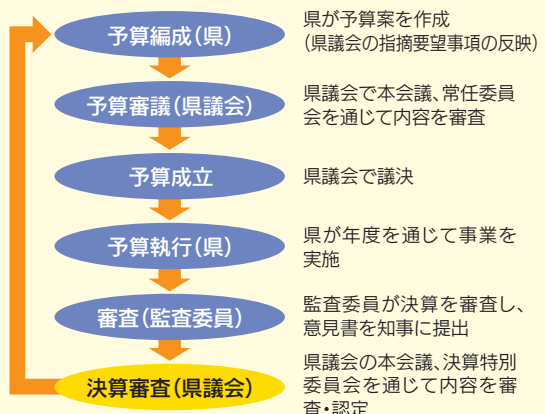 予算編成(県)
県が予算案を作成
(県議会の指摘要望事項の反映)
予算審議(県議会)
県議会で本会議、常任委員
会を通じて内容を審査
予算成立
県議会で議決
予算執行(県)
県が年度を通じて事業を
実施
審査(監査委員)
監査委員が決算を審査し、
意見書を知事に提出
決算審査(県議会)
県議会の本会議、決算特別
委員会を通じて内容を審
査・認定